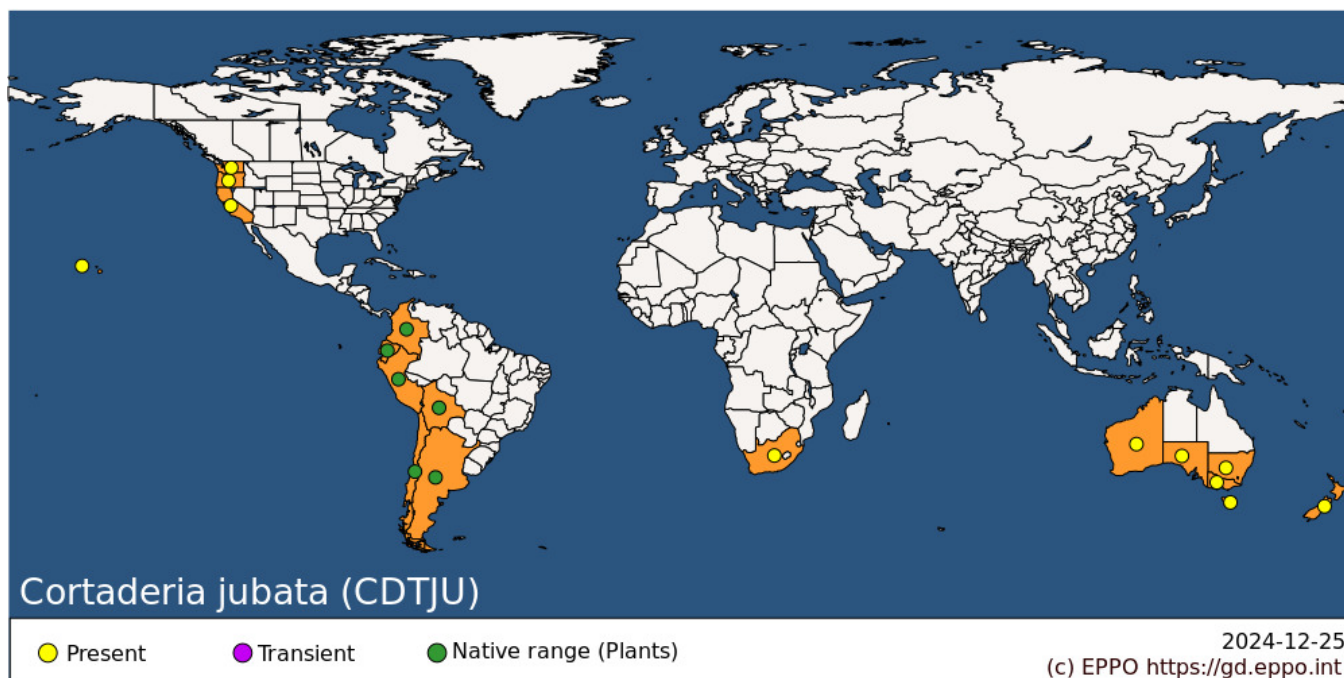 Cortaderia jubata (CDTJU)
Present
Transient
Native range (Plants)
2024-12-25
(c) EPPO https://gd.eppo.int